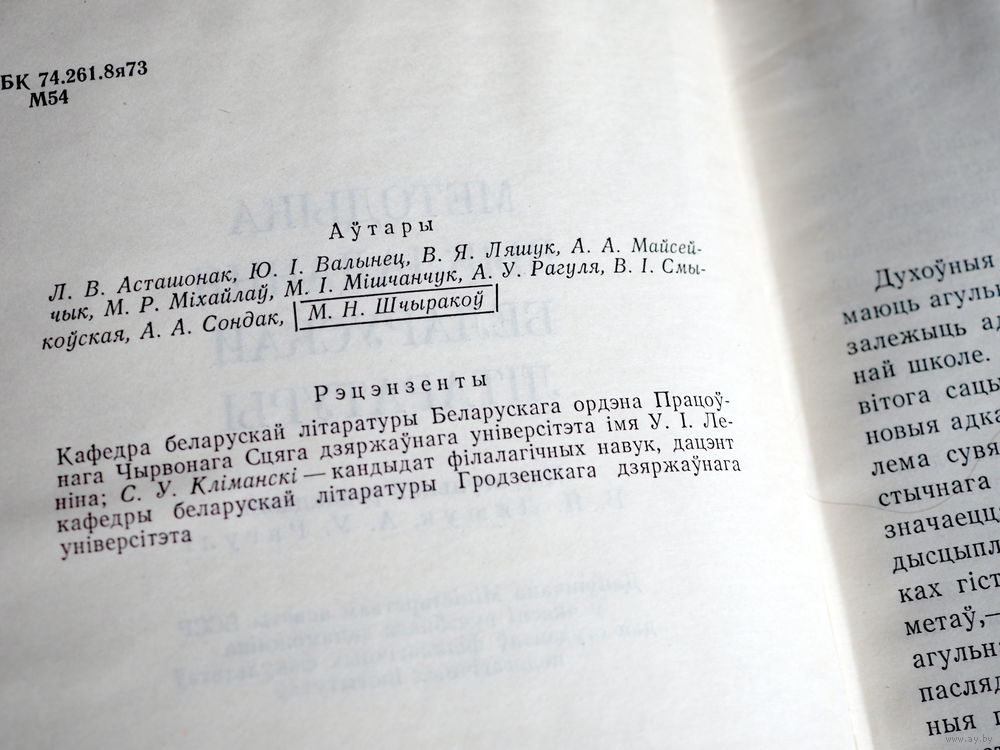 БК 74.261.8я73
М54
Аўтары
Л. В. Асташонак, Ю. І. Валынец, В. Я. Ляшук, А. А. Майсей-
чык, М. Р. Міхайлаў, М. І. Мішчанчук, А. У. Рагуля, В. І. Смы-
коўская, А. А. Сондак, М. Н. Шчыракоў
Рэцэнзенты
Кафедра беларускай літаратуры Беларускага ордэна Працоў-
нага Чырвонага Сцяга дзяржаўнага універсітэта імя У. І. Ле-
ніна; С. У. Кліманскі — кандыдат філалагічных навук, дацэнт
кафедры беларускай літаратуры Гродзенскага дзяржаўнага
універсітэта
Духоўныя
маюць агуль
залежыць ад
най школе.
вітога сацы
новыя адка
лема сувя
стычнага
значаецц
дысцыпл
ках гіст
метаў,—
агульн
пасляд
ныя
www.ay.by